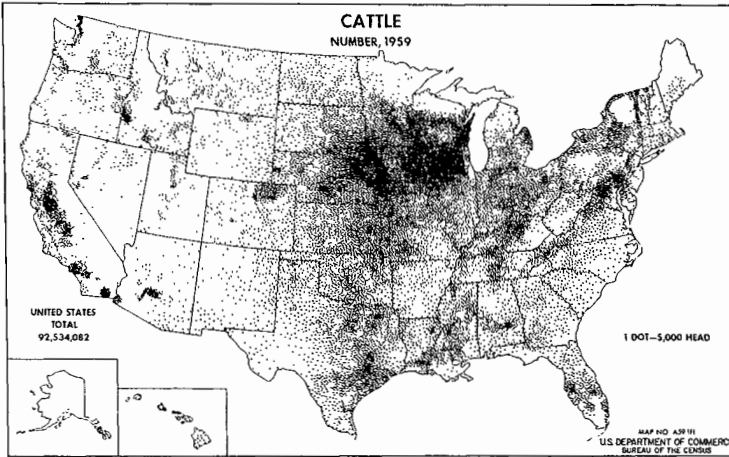 CATTLE
NUMBER, 1959
UNITED STATES
TOTAL
92,534,082
1 DOT—5,000 HEAD
MAP NO. A59-191
U.S. DEPARTMENT OF COMMERCE
BUREAU OF THE CENSUS